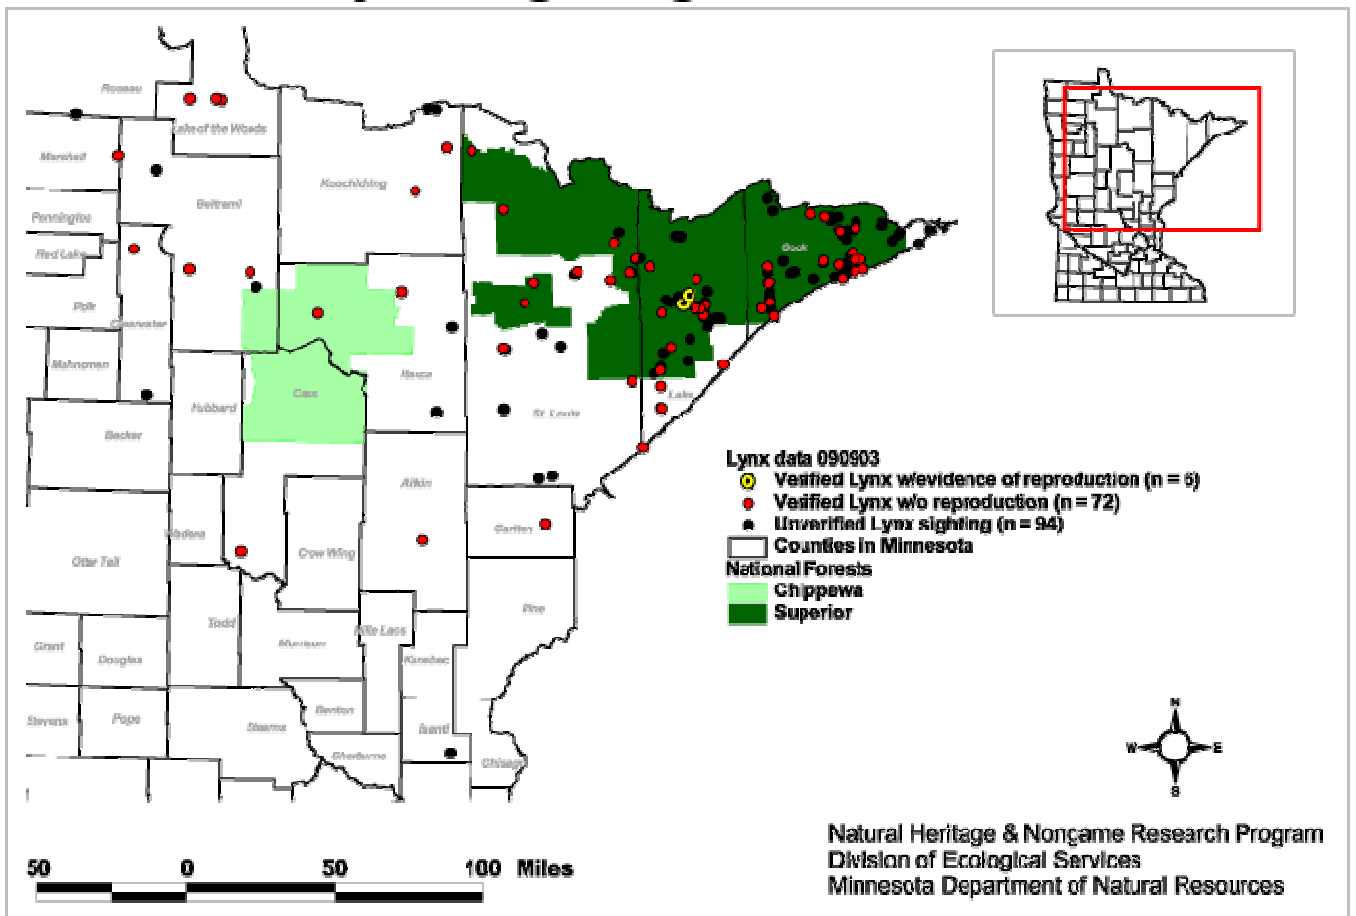 Roseau
Lake of the Woods
Marshall
Koochiching
Beltrami
Pennington
Red Lake
Cook
Polk
Clearwater
Mahnomen
Itasca
Hubbard
Cass
Lake
St. Louis
Becker
Lynx data 090903
Verified Lynx w/evidence of reproduction (n = 6)
Verified Lynx w/o reproduction (n = 72)
Unverified Lynx sighting (n = 94)
Counties in Minnesota
National Forests
Chippewa
Superior
Aitkin
Carlton
Wadena
Crow Wing
Otter Tail
Pine
Todd
Mille Lacs
Morrison
Grant
Douglas
Kanabec
Stevens
Pope
Stearns
Benton
Isanti
Sherburne
N
W E
S
50 0 50 100 Miles
Natural Heritage & Nongame Research Program
Division of Ecological Services
Minnesota Department of Natural Resources